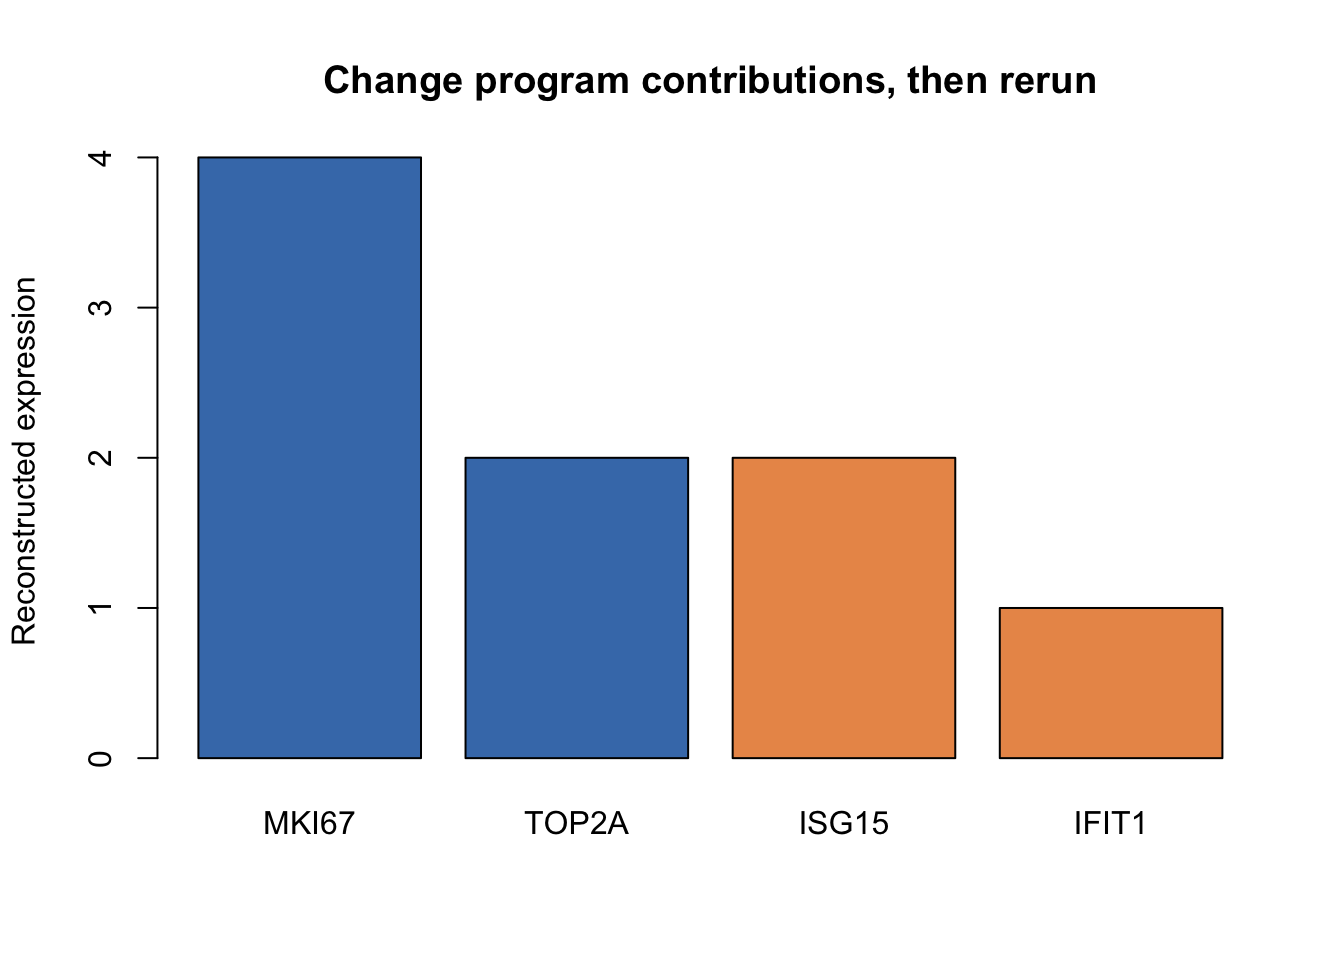 Change program contributions, then rerun
Reconstructed expression
4
3
2
1
0
MKI67
TOP2A
ISG15
IFIT1